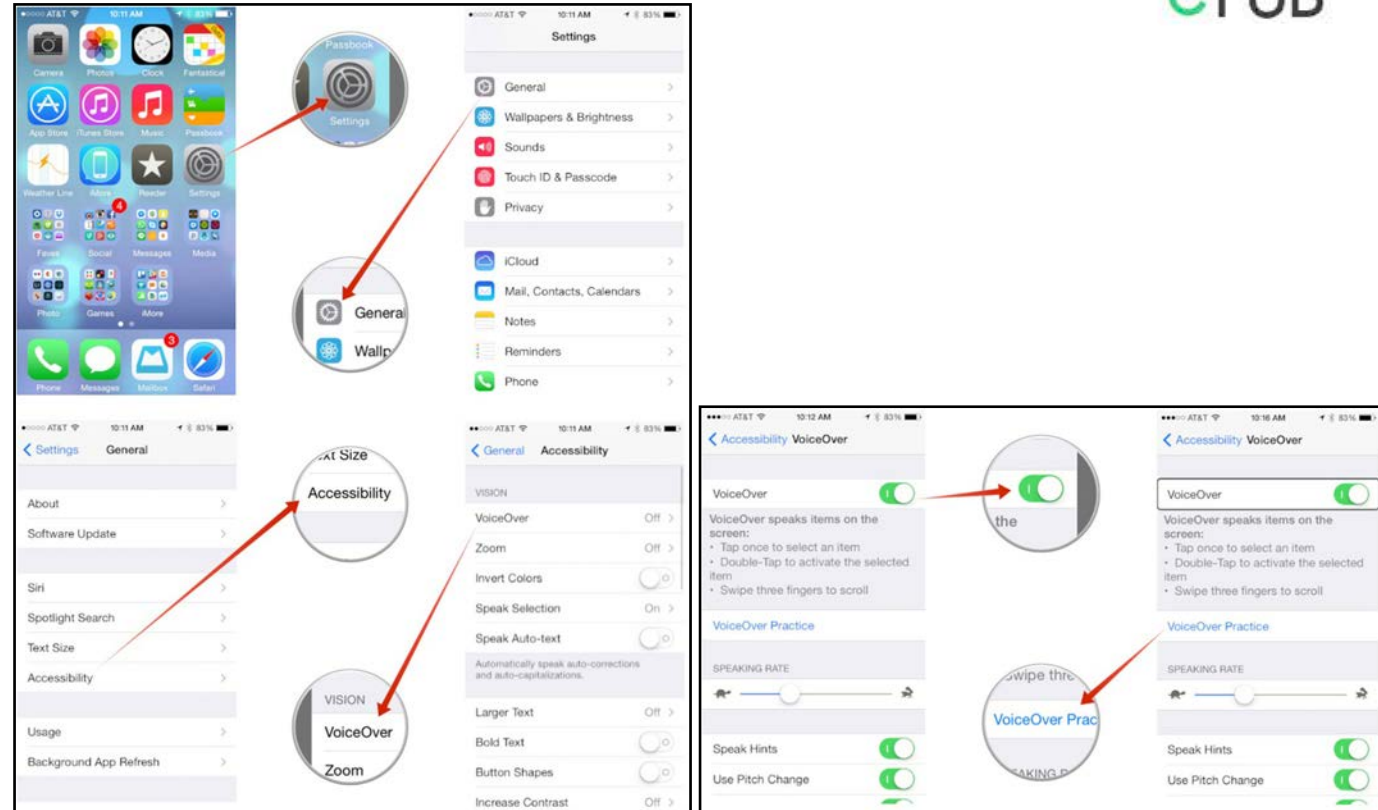 AT&T 10:11 AM 83%
Camera Photos Clock Fantastical
App Store iTunes Store Music Passbook
Weather Line iMore Reeder Settings
4
Faves Social Messages Media
Photo Games iMore
3
Phone Messages Mailbox Safari
Passbook
Settings
General
Wallp
AT&T 10:11 AM 83%
Settings
General
Wallpapers & Brightness
Sounds
Touch ID & Passcode
Privacy
iCloud
Mail, Contacts, Calendars
Notes
Reminders
Phone
AT&T 10:11 AM 83%
Settings General
About
Software Update
Siri
Spotlight Search
Text Size
Accessibility
Usage
Background App Refresh
xt Size
Accessibility
VISION
VoiceOver
Zoom
AT&T 10:11 AM 83%
General Accessibility
VISION
VoiceOver Off
Zoom Off
Invert Colors
Speak Selection On
Speak Auto-text
Automatically speak auto-corrections
and auto-capitalizations.
Larger Text Off
Bold Text
Button Shapes
Increase Contrast Off
AT&T 10:12 AM 83%
Accessibility VoiceOver
VoiceOver
VoiceOver speaks items on the
screen:
• Tap once to select an item
• Double-Tap to activate the selected
item
• Swipe three fingers to scroll
VoiceOver Practice
SPEAKING RATE
Speak Hints
Use Pitch Change
the
swipe thre
VoiceOver Prac
AT&T 10:16 AM 83%
Accessibility VoiceOver
VoiceOver
VoiceOver speaks items on the
screen:
• Tap once to select an item
• Double-Tap to activate the selected
item
• Swipe three fingers to scroll
VoiceOver Practice
SPEAKING RATE
Speak Hints
Use Pitch Change